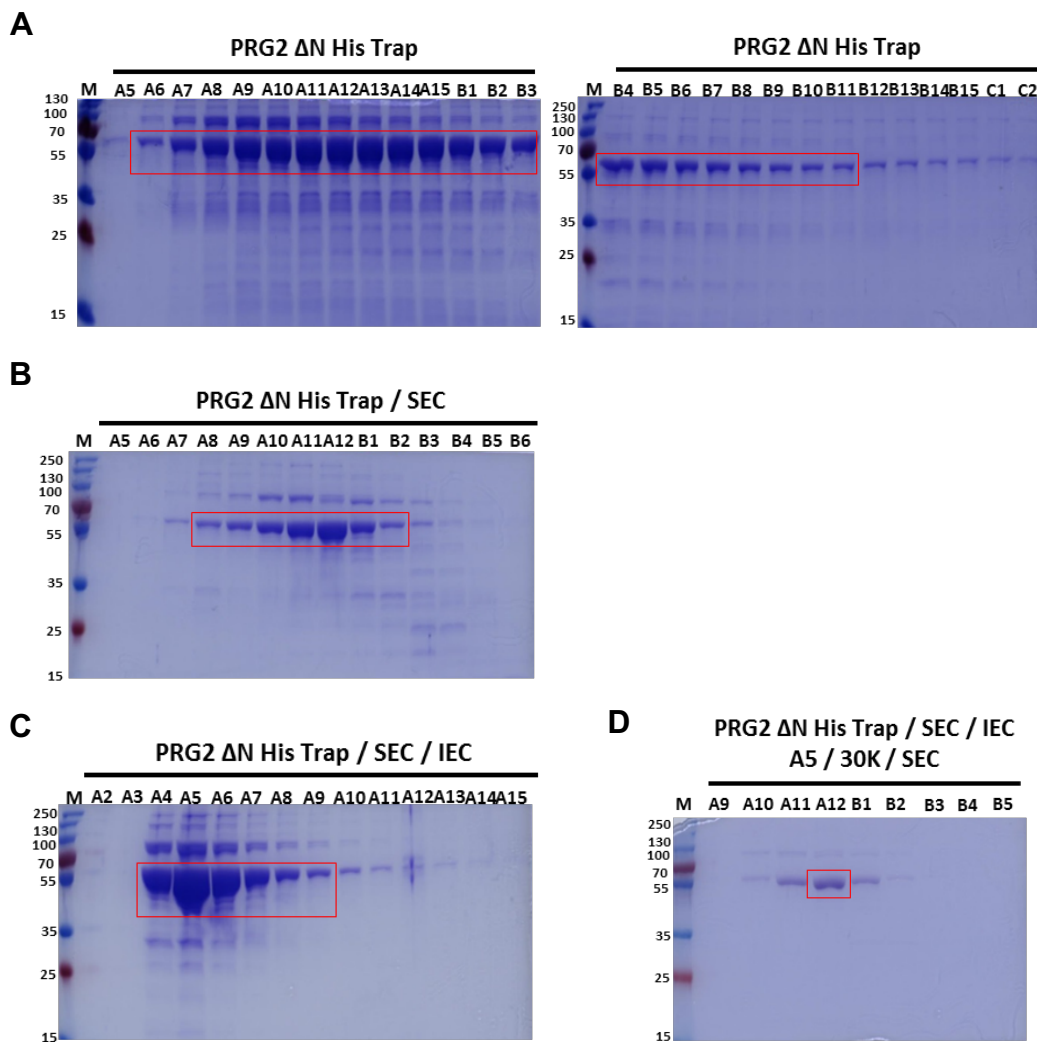 A
PRG2 ΔN His Trap
M A5 A6 A7 A8 A9 A10 A11 A12 A13 A14 A15 B1 B2 B3
130
100
70
55
35
25
15
PRG2 ΔN His Trap
M B4 B5 B6 B7 B8 B9 B10 B11 B12 B13 B14 B15 C1 C2
250
130
100
70
55
35
25
15
B
PRG2 ΔN His Trap / SEC
M A5 A6 A7 A8 A9 A10 A11 A12 B1 B2 B3 B4 B5 B6
250
130
100
70
55
35
25
15
C
PRG2 ΔN His Trap / SEC / IEC
M A2 A3 A4 A5 A6 A7 A8 A9 A10 A11 A12 A13 A14 A15
250
130
100
70
55
35
25
15
D
PRG2 ΔN His Trap / SEC / IEC
A5 / 30K / SEC
M A9 A10 A11 A12 B1 B2 B3 B4 B5
250
130
100
70
55
35
25
15